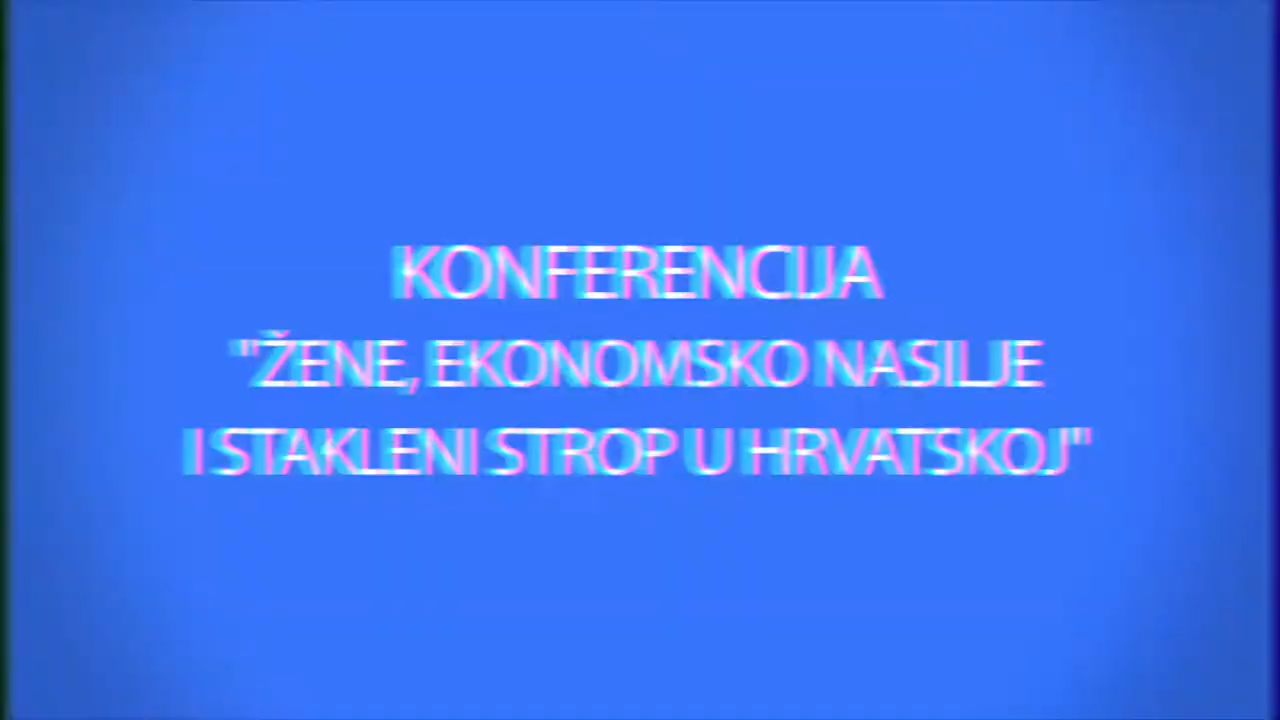 KONFERENCIJA
"ŽENE, EKONOMSKO NASILJE
I STAKLENI STROP U HRVATSKOJ"